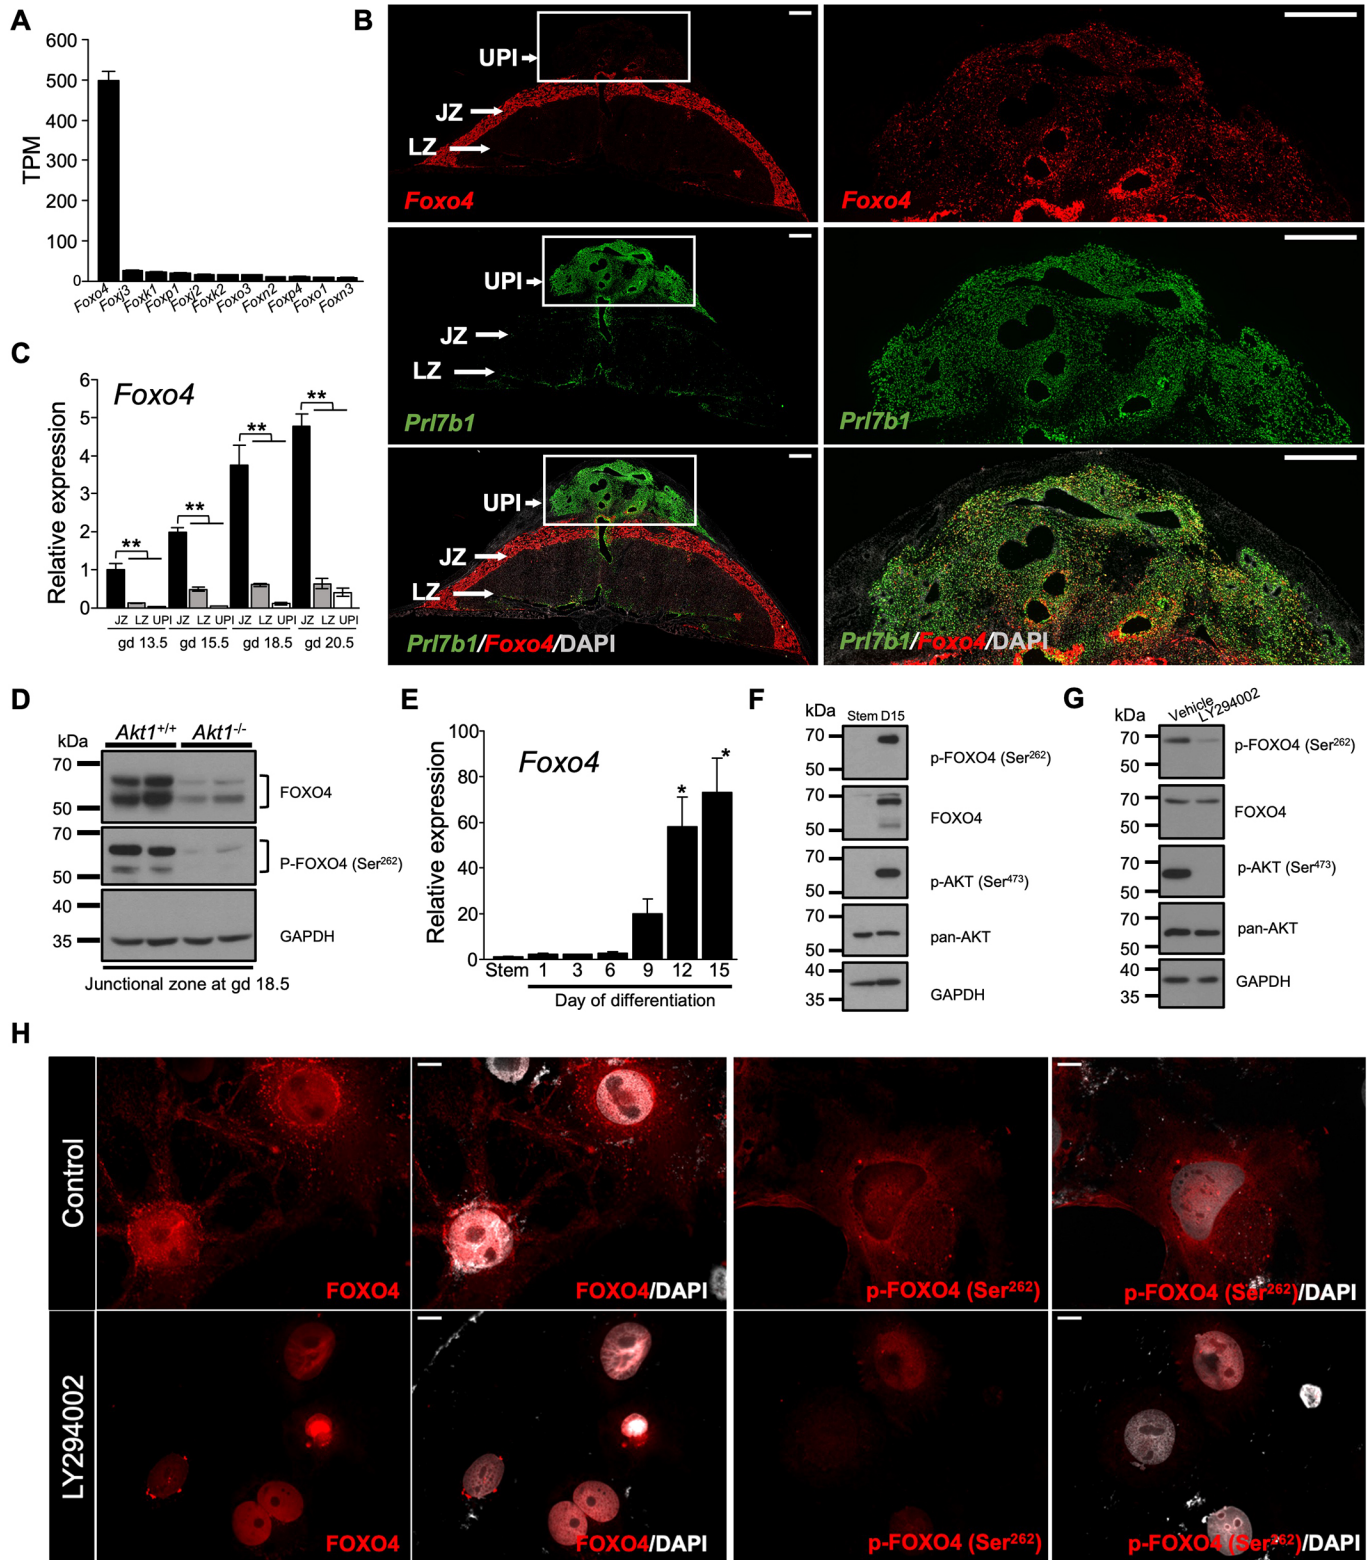 A
TPM
600
500
400
300
200
100
0
Foxo4 Foxj3 Foxk1 Foxp1 Foxj2 Foxk2 Foxo3 Foxn2 Foxp4 Foxo1 Foxn3
B
UPI
JZ
LZ
Foxo4
Foxo4
UPI
JZ
LZ
Prl7b1
Prl7b1
UPI
JZ
LZ
Prl7b1/Foxo4/DAPI
Prl7b1/Foxo4/DAPI
C
Foxo4
Relative expression
6
5
4
3
2
1
0
** ** ** **
JZ LZ UPI JZ LZ UPI JZ LZ UPI JZ LZ UPI
gd 13.5 gd 15.5 gd 18.5 gd 20.5
D
Akt1+/+ Akt1-/-
kDa
70
50
FOXO4
70
50
P-FOXO4 (Ser262)
40
35
GAPDH
Junctional zone at gd 18.5
E
Foxo4
Relative expression
100
80
60
40
20
0
* *
Stem 1 3 6 9 12 15
Day of differentiation
F
kDa
Stem D15
70
50
p-FOXO4 (Ser262)
70
50
FOXO4
70
50
p-AKT (Ser473)
70
50
pan-AKT
40
35
GAPDH
G
kDa
Vehicle LY294002
70
50
p-FOXO4 (Ser262)
70
50
FOXO4
70
50
p-AKT (Ser473)
70
50
pan-AKT
40
35
GAPDH
H
Control
FOXO4
FOXO4/DAPI
p-FOXO4 (Ser262)
p-FOXO4 (Ser262)/DAPI
LY294002
FOXO4
FOXO4/DAPI
p-FOXO4 (Ser262)
p-FOXO4 (Ser262)/DAPI